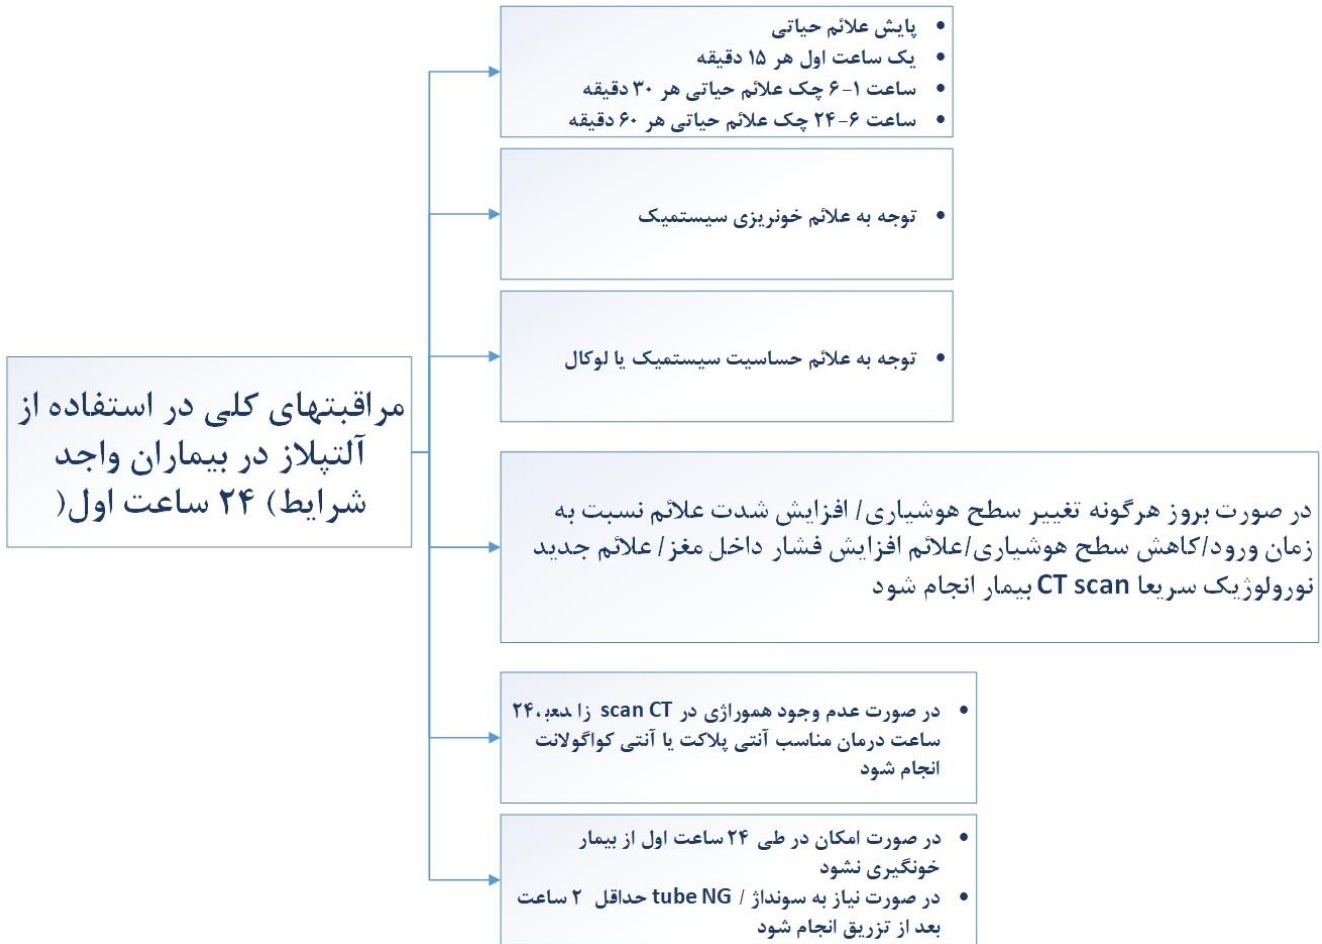 مراقبتهای کلی در استفاده از
آلتپلاز در بیماران واجد
شرایط) ۲۴ ساعت اول(
• پایش علائم حیاتی
• یک ساعت اول هر ۱۵ دقیقه
• ساعت ۱-۶ چک علائم حیاتی هر ۳۰ دقیقه
• ساعت ۶-۲۴ چک علائم حیاتی هر ۶۰ دقیقه
• توجه به علائم خونریزی سیستمیک
• توجه به علائم حساسیت سیستمیک یا لوکال
در صورت بروز هرگونه تغییر سطح هوشیاری/ افزایش شدت علائم نسبت به
زمان ورود/کاهش سطح هوشیاری/علائم افزایش فشار داخل مغز/ علائم جدید
نورولوژیک سریعا CT scan بیمار انجام شود
• در صورت عدم وجود هموراژی در scan CT زا دعب،۲۴
ساعت درمان مناسب آنتی پلاکت یا آنتی کواگولانت
انجام شود
• در صورت امکان در طی ۲۴ ساعت اول از بیمار
خونگیری نشود
• در صورت نیاز به سونداژ / tube NG حداقل ۲ ساعت
بعد از تزریق انجام شود